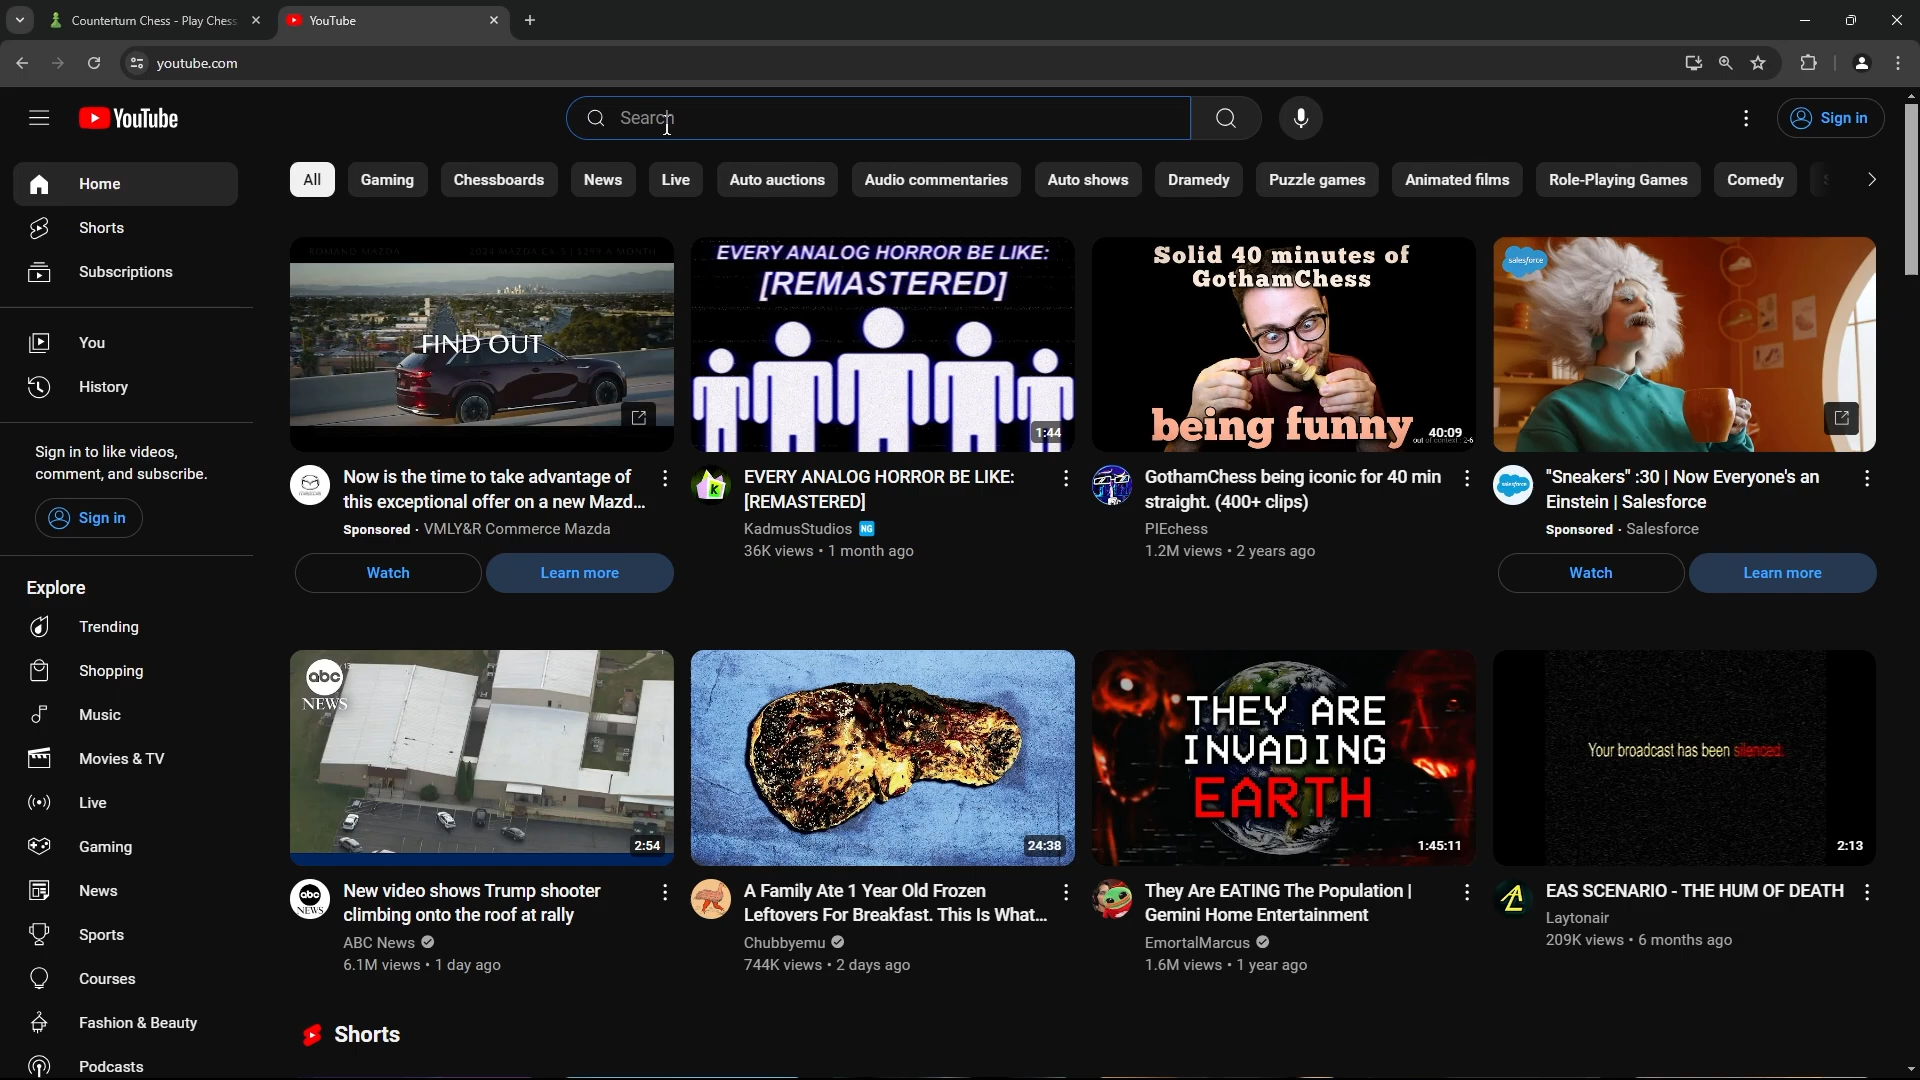 Counterturn Chess - Play Chess
YouTube
youtube.com
YouTube
Search
Sign in
Home
Shorts
Subscriptions
You
History
Sign in to like videos,
comment, and subscribe.
Sign in
Explore
Trending
Shopping
Music
Movies & TV
Live
Gaming
News
Sports
Courses
Fashion & Beauty
Podcasts
All
Gaming
Chessboards
News
Live
Auto auctions
Audio commentaries
Auto shows
Dramedy
Puzzle games
Animated films
Role-Playing Games
Comedy
FIND OUT
Now is the time to take advantage of
this exceptional offer on a new Mazd...
Sponsored · VMLY&R Commerce Mazda
Watch
Learn more
EVERY ANALOG HORROR BE LIKE:
[REMASTERED]
1:44
EVERY ANALOG HORROR BE LIKE:
[REMASTERED]
KadmusStudios NG
36K views • 1 month ago
Solid 40 minutes of
GothamChess
being funny
40:09
GothamChess being iconic for 40 min
straight. (400+ clips)
PIEchess
1.2M views • 2 years ago
salesforce
"Sneakers" :30 | Now Everyone's an
Einstein | Salesforce
Sponsored · Salesforce
Watch
Learn more
abc
NEWS
2:54
New video shows Trump shooter
climbing onto the roof at rally
ABC News
6.1M views • 1 day ago
24:38
A Family Ate 1 Year Old Frozen
Leftovers For Breakfast. This Is What...
Chubbyemu
744K views • 2 days ago
THEY ARE
INVADING
EARTH
1:45:11
They Are EATING The Population |
Gemini Home Entertainment
EmortalMarcus
1.6M views • 1 year ago
Your broadcast has been silenced.
2:13
EAS SCENARIO - THE HUM OF DEATH
Laytonair
209K views • 6 months ago
Shorts